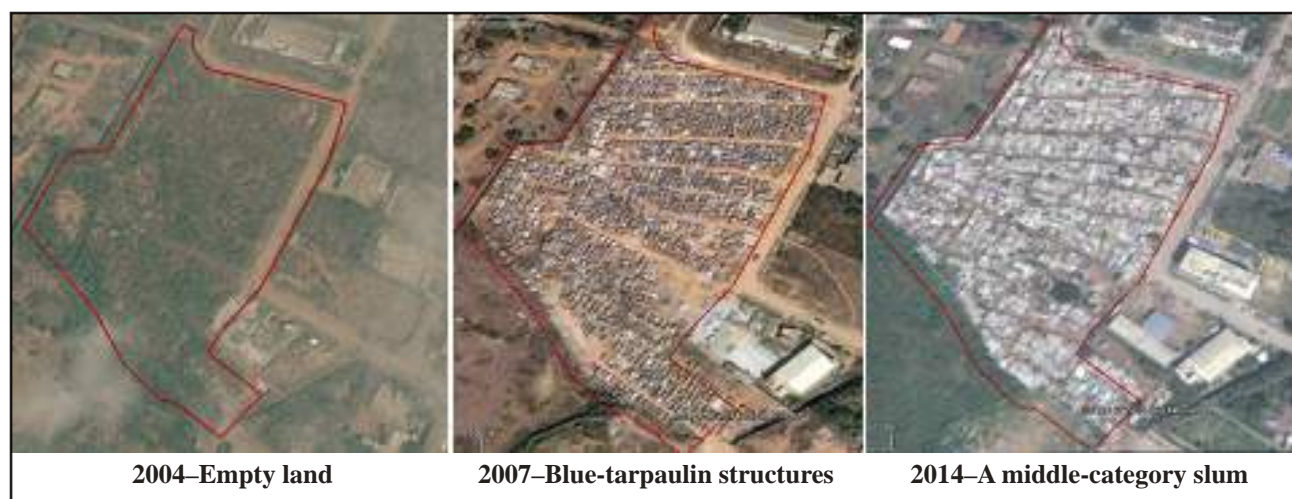 2004–Empty land
2007–Blue-tarpaulin structures
2014–A middle-category slum